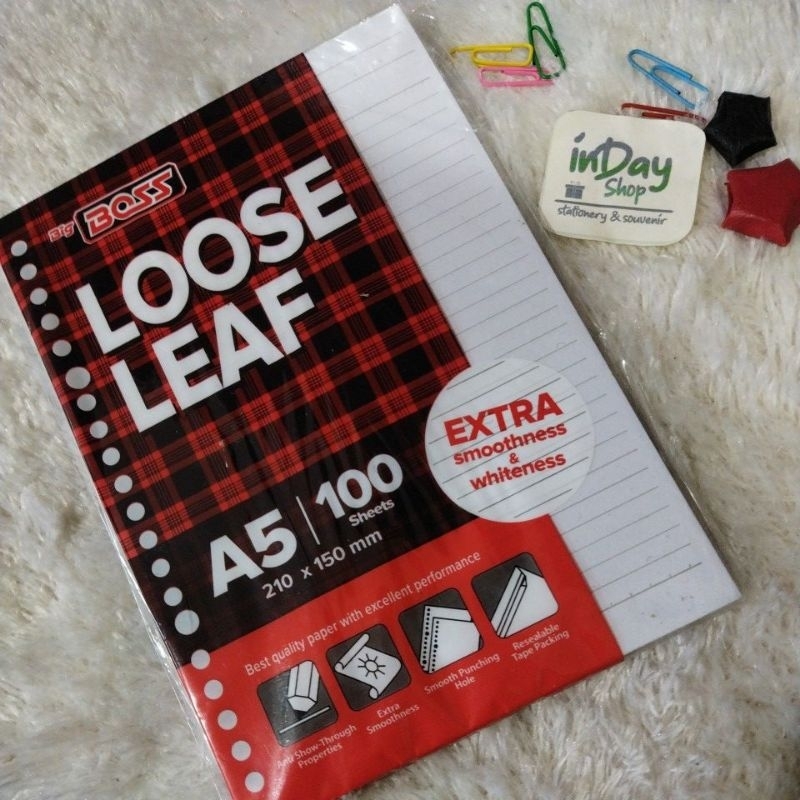 Big BOSS
LOOSE
LEAF
A5 | 100
Sheets
210 x 150 mm
EXTRA
smoothness
&
whiteness
Best quality paper with excellent performance
Anti Show-Through
Properties
Extra
Smoothness
Smooth Punching
Hole
Resealable
Tape Packing
inDay
Shop
stationery & souvenir